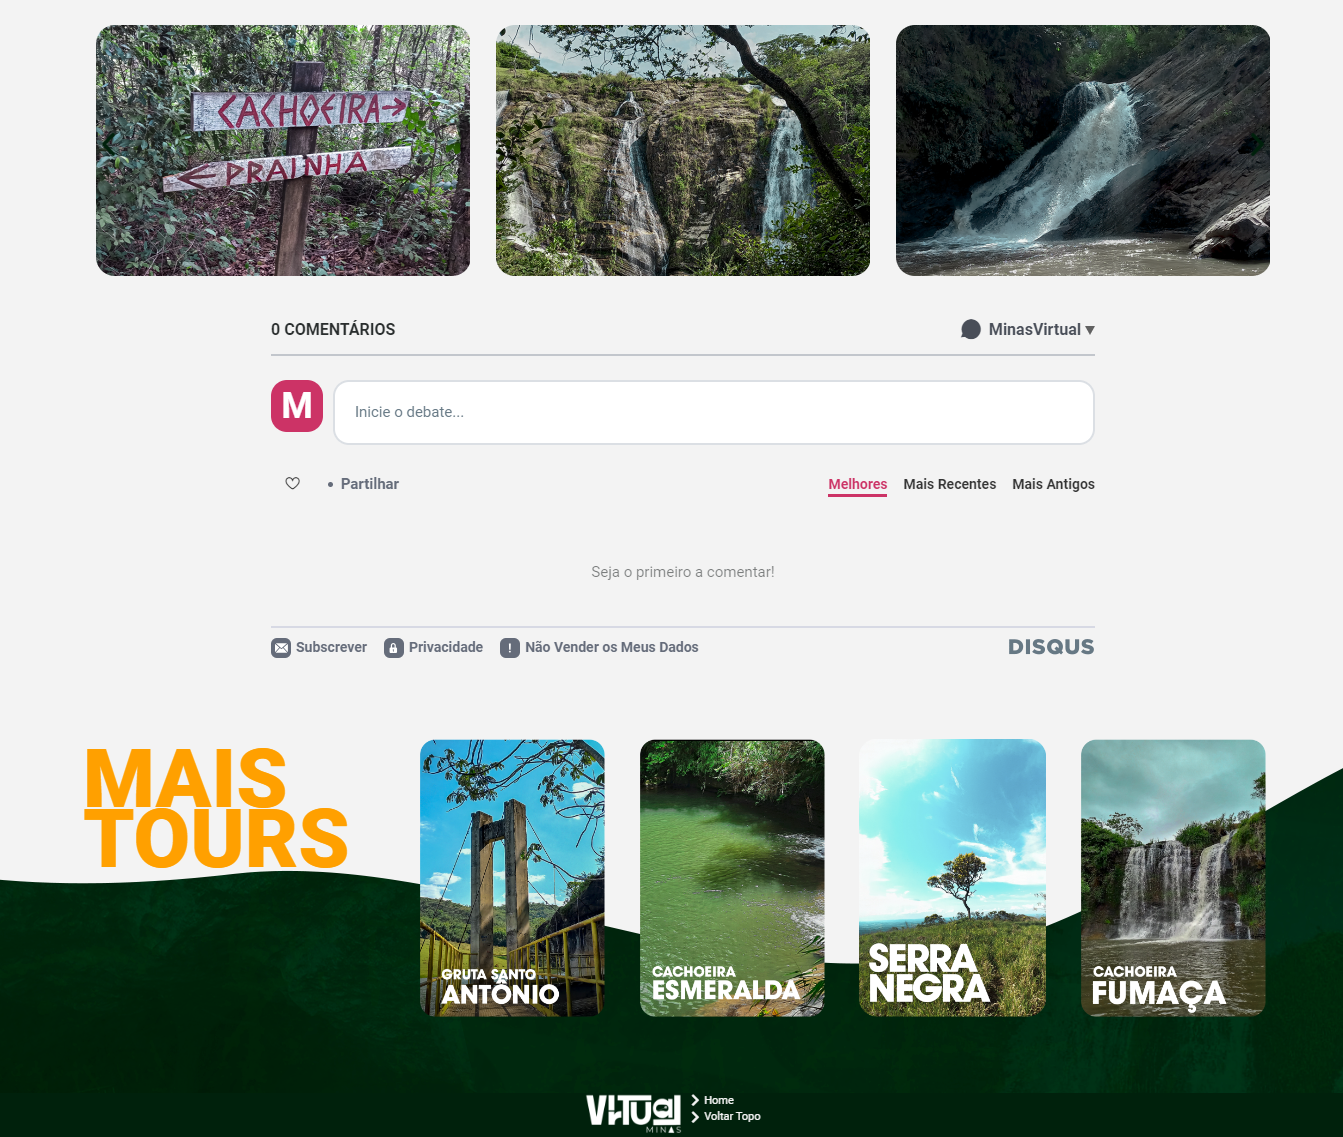 CACHOEIRA
PRAINHA
0 COMENTÁRIOS
MinasVirtual
M
Inicie o debate...
Partilhar
Melhores
Mais Recentes
Mais Antigos
Seja o primeiro a comentar!
Subscrever
Privacidade
! Não Vender os Meus Dados
DISQUS
MAIS
TOURS
GRUTA SANTO
ANTÔNIO
CACHOEIRA
ESMERALDA
SERRA
NEGRA
CACHOEIRA
FUMAÇA
MINAS
Home
Voltar Topo